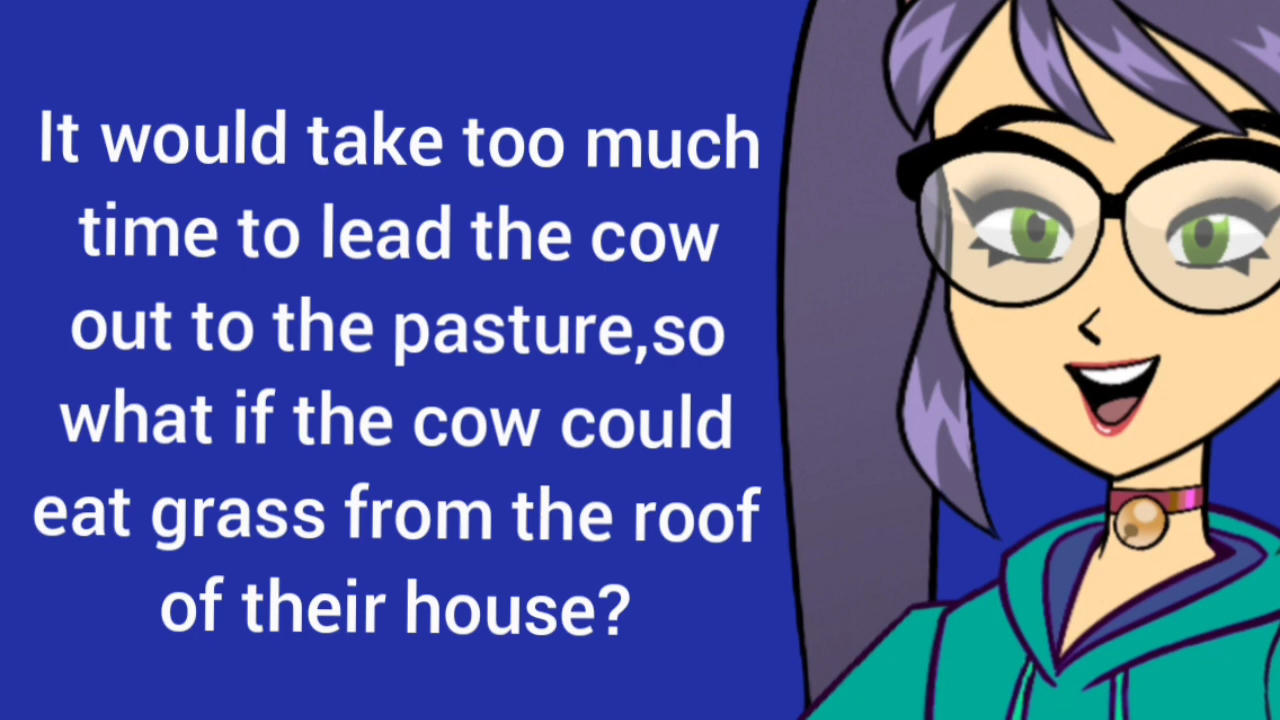 It would take too much
time to lead the cow
out to the pasture,so
what if the cow could
eat grass from the roof
of their house?